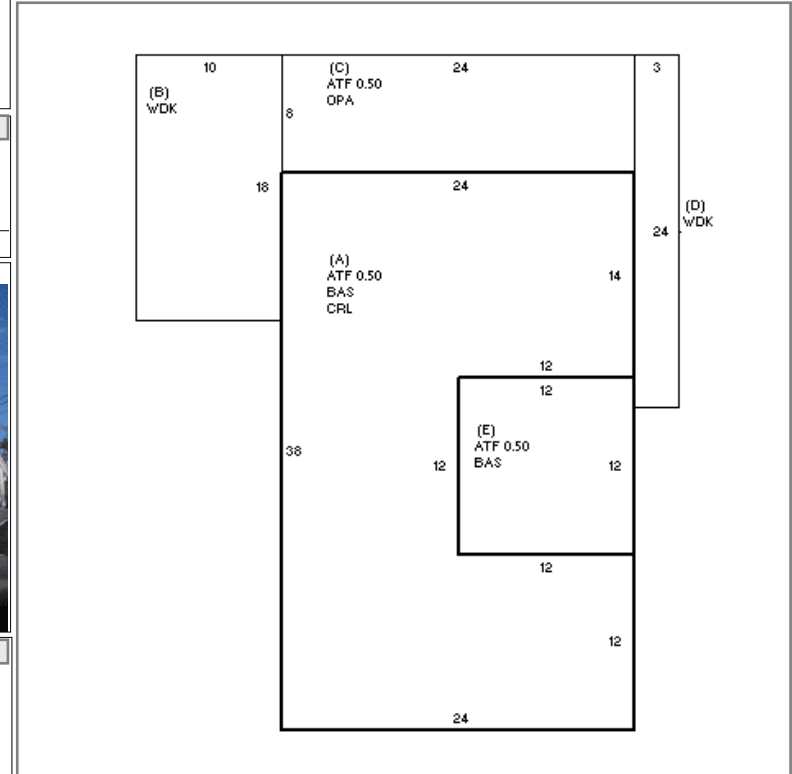 10
(C)
24
3
ATF 0.50
OPA
(B)
WDK
8
18
24
(D)
WDK
24
(A)
ATF 0.50
BAS
CRL
14
12
12
(E)
ATF 0.50
BAS
38
12
12
12
12
24